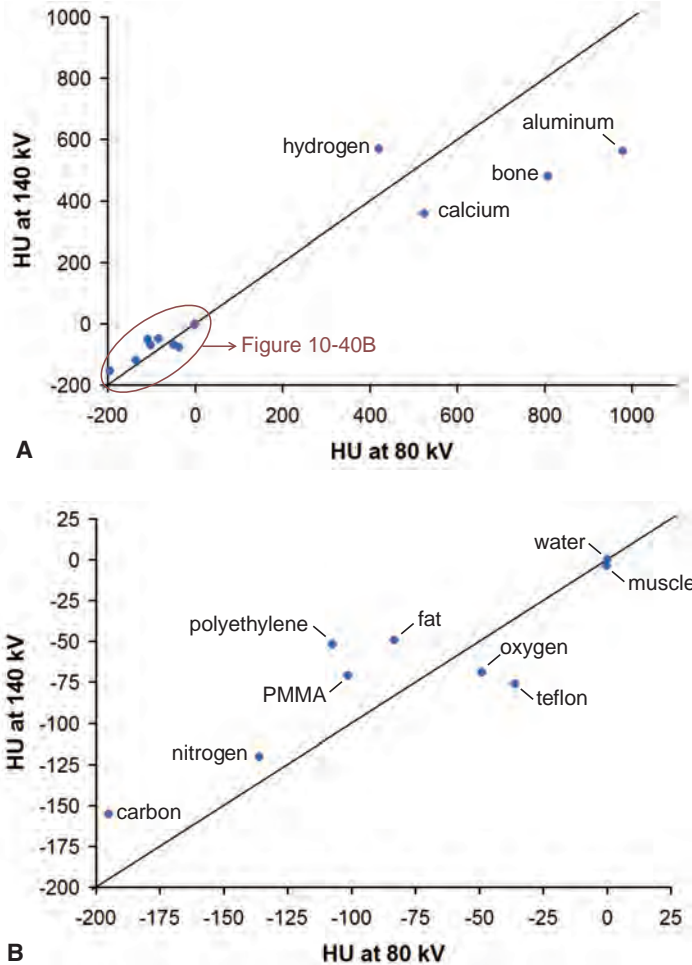 1000
800
600
400
200
0
-200
HU at 140 kV
hydrogen
aluminum
bone
calcium
Figure 10-40B
-200 0 200 400 600 800 1000
A
HU at 80 kV
25
0
-25
-50
-75
-100
-125
-150
-175
-200
HU at 140 kV
water
muscle
polyethylene
fat
oxygen
PMMA
teflon
nitrogen
carbon
-200 -175 -150 -125 -100 -75 -50 -25 0 25
B
HU at 80 kV